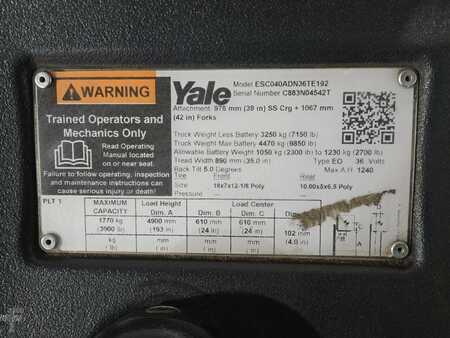 WARNING
Trained Operators and
Mechanics Only
Read Operating
Manual located
on or near seat.
Failure to follow operating, inspection
and maintenance instructions can
cause serious injury or death!
Yale
Model ESC040ADN36TE192
Serial Number C883N04542T
Attachment 978 mm (39 in) SS Crg + 1067 mm
(42 in) Forks
Truck Weight Less Battery 3250 kg (7150 lb)
Truck Weight Max Battery 4470 kg (9850 lb)
Allowable Battery Weight 1050 kg (2300 lb) to 1230 kg (2700 lb)
Tread Width 890 mm (35.0 in) Type EO 36 Volts
Rack Tilt 5.0 Degrees Max A H 1240
Tires Front Rear
Size 18x7x12-1/8 Poly 10.00x5x6.5 Poly
PLT 1
MAXIMUM CAPACITY Load Height Dim. A Load Center Dim. B Dim. C Dim.
1770 kg 4900 mm 610 mm 610 mm 102 mm
(3900 lb) (193 in) (24 in) (24 in) (4.0 in)
kg mm mm mm mm
( lb) ( in) ( in) ( in) ( in)